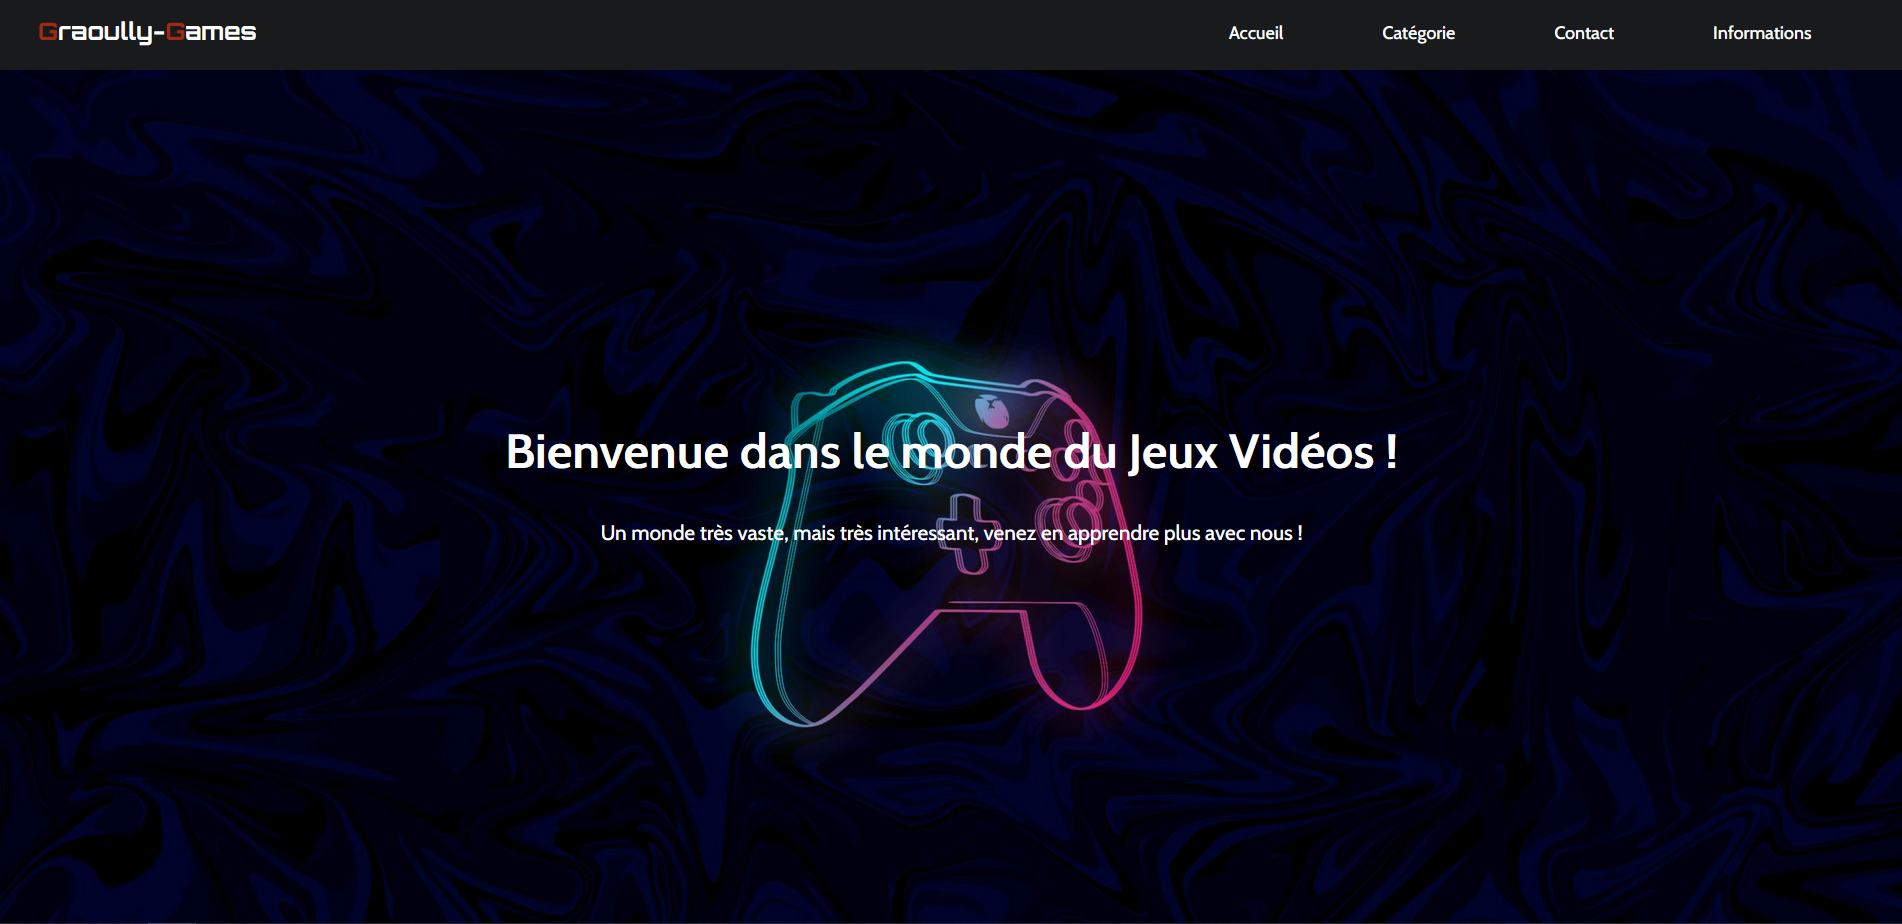 Graoully-Games
Accueil Catégorie Contact Informations
Bienvenue dans le monde du Jeux Vidéos !
Un monde très vaste, mais très intéressant, venez en apprendre plus avec nous !